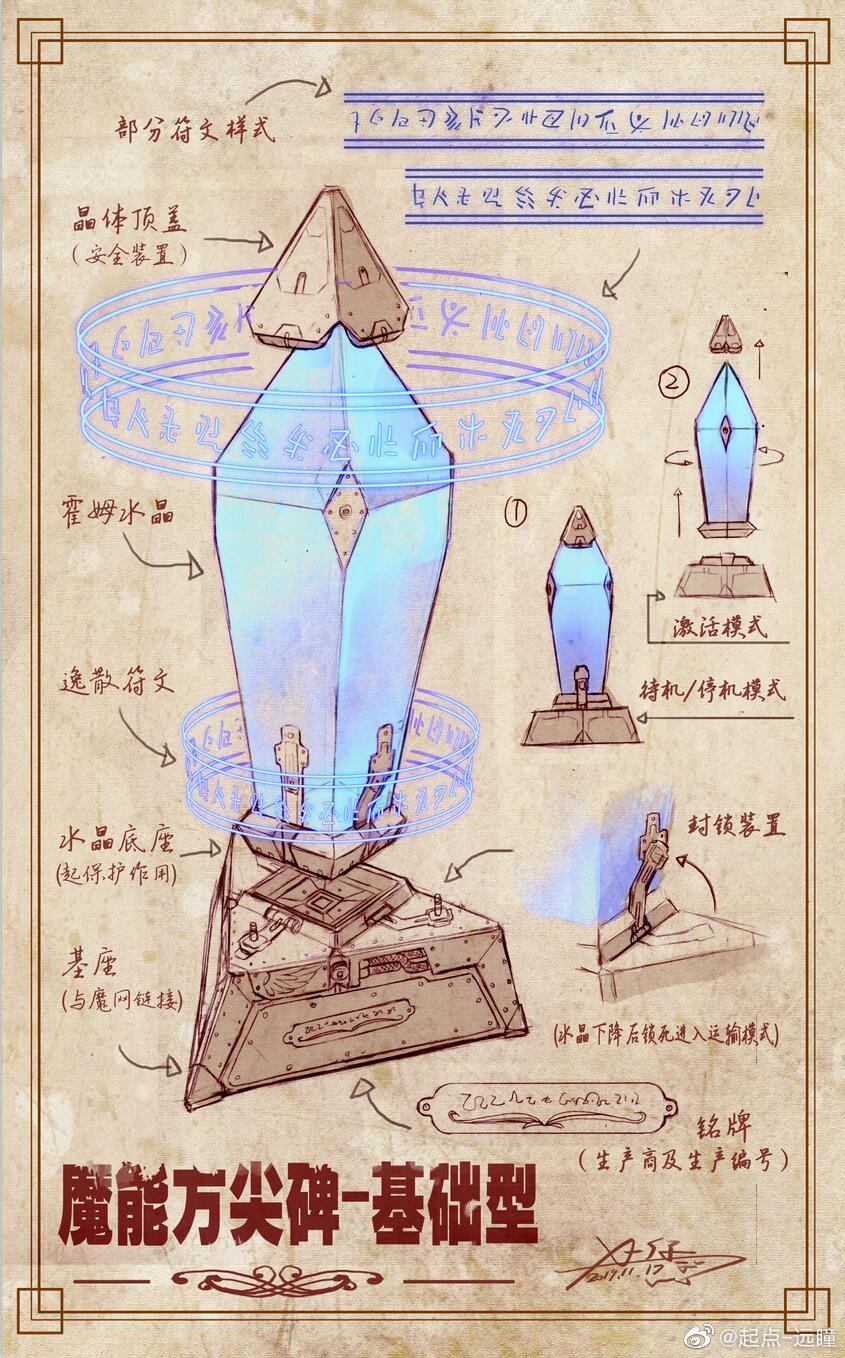 部分符文样式
晶体顶盖
(安全装置)
②
霍姆水晶
①
激活模式
逸散符文
待机/停机模式
水晶底座
(起保护作用)
封锁装置
基座
(与魔网链接)
(水晶下降后锁死进入运输模式)
铭牌
(生产商及生产编号)
魔能方尖碑-基础型
2019.11.17
@起点-远瞳